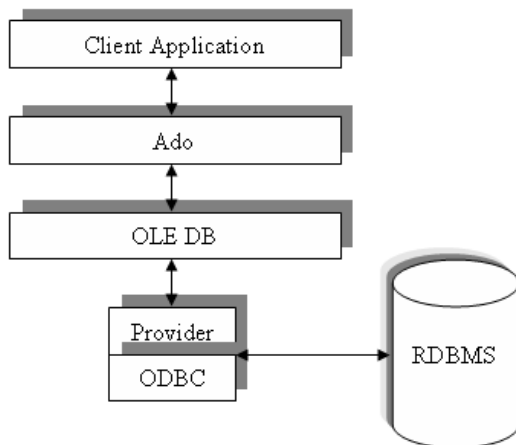 Client Application
Ado
OLE DB
Provider
ODBC
RDBMS